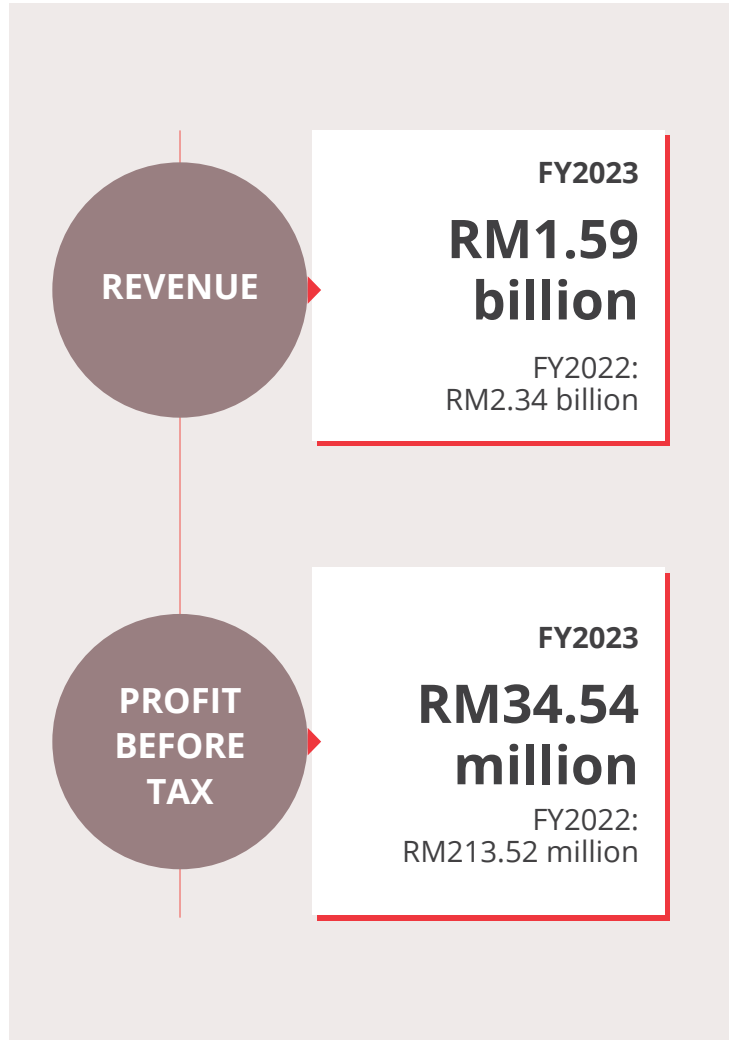 REVENUE
FY2023
RM1.59
billion
FY2022:
RM2.34 billion
PROFIT
BEFORE
TAX
FY2023
RM34.54
million
FY2022:
RM213.52 million